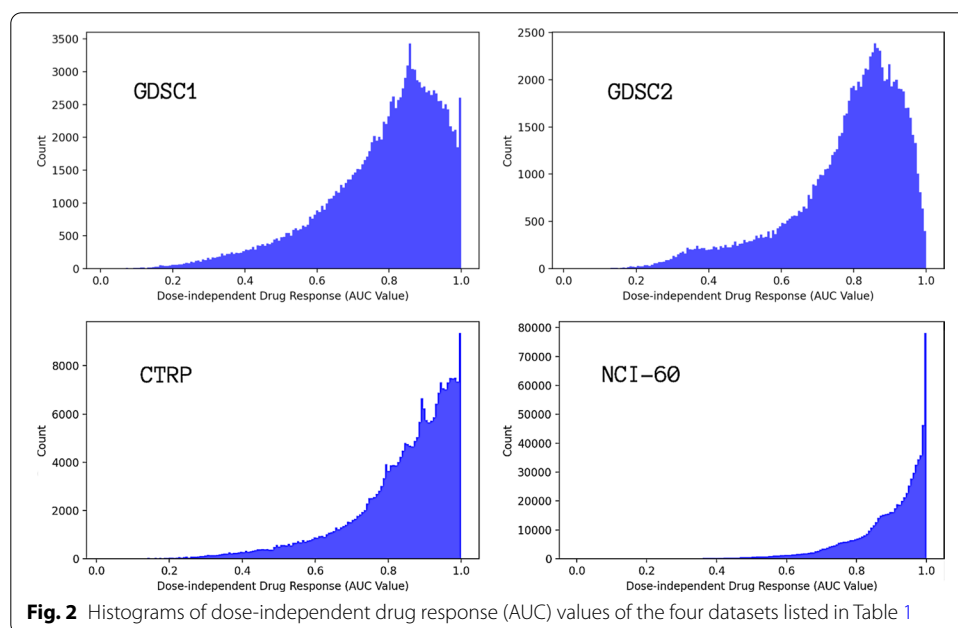 GDSC1
3500
3000
2500
2000
1500
1000
500
0
Count
0.0 0.2 0.4 0.6 0.8 1.0
Dose-independent Drug Response (AUC Value)
GDSC2
2500
2000
1500
1000
500
0
Count
0.0 0.2 0.4 0.6 0.8 1.0
Dose-independent Drug Response (AUC Value)
CTRP
8000
6000
4000
2000
0
Count
0.0 0.2 0.4 0.6 0.8 1.0
Dose-independent Drug Response (AUC Value)
NCI-60
80000
70000
60000
50000
40000
30000
20000
10000
0
Count
0.0 0.2 0.4 0.6 0.8 1.0
Dose-independent Drug Response (AUC Value)
Fig. 2 Histograms of dose-independent drug response (AUC) values of the four datasets listed in Table 1